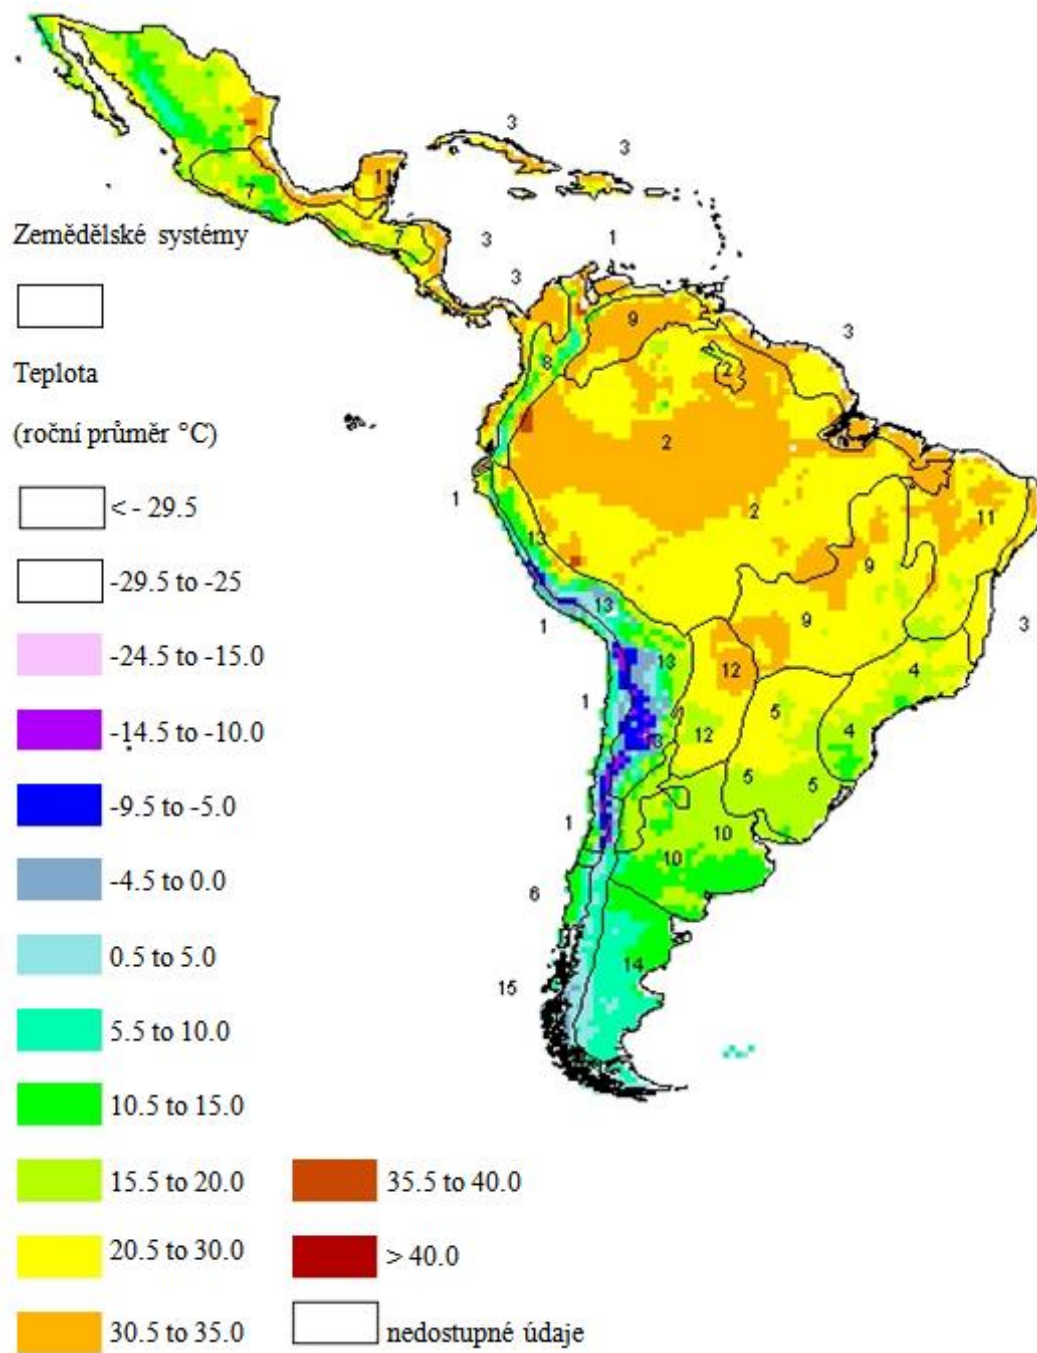 3
3
11
7
Zemědělské systémy
7
3
1
3
9
3
Teplota
8
2
(roční průměr °C)
2
1
2
11
< - 29.5
13
9
-29.5 to -25
13
1
9
3
-24.5 to -15.0
13
12
4
1
5
-14.5 to -10.0
12
13
4
5
5
-9.5 to -5.0
1
10
10
-4.5 to 0.0
6
0.5 to 5.0
14
15
5.5 to 10.0
10.5 to 15.0
15.5 to 20.0
35.5 to 40.0
20.5 to 30.0
> 40.0
30.5 to 35.0
nedostupné údaje